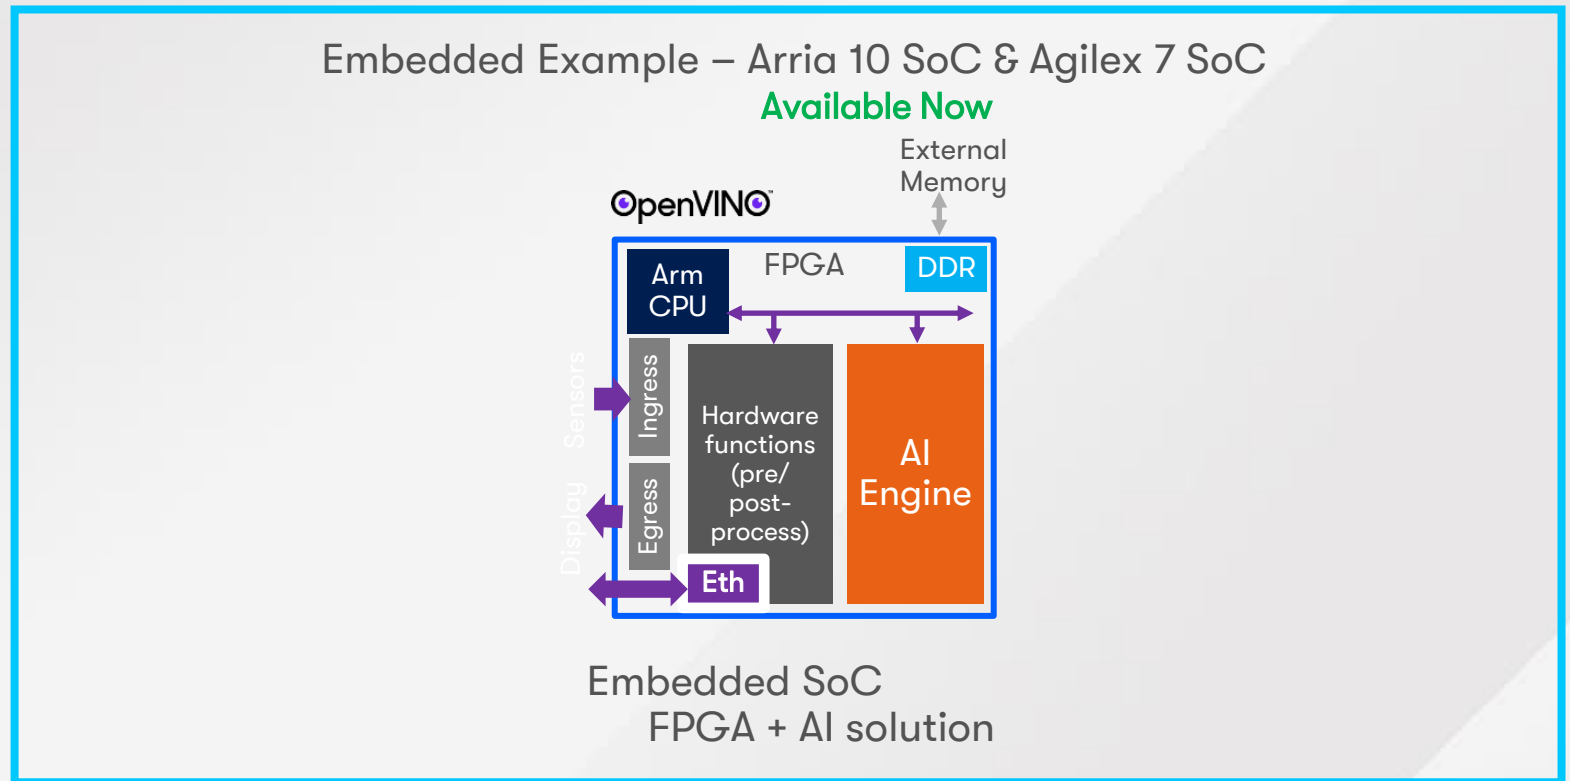 Embedded Example – Arria 10 SoC & Agilex 7 SoC
Available Now
External
Memory
OpenVINO™
Arm
CPU
FPGA
DDR
Sensors
Ingress
Hardware
functions
(pre/
post-
process)
AI
Engine
Display
Egress
Eth
Embedded SoC
FPGA + AI solution